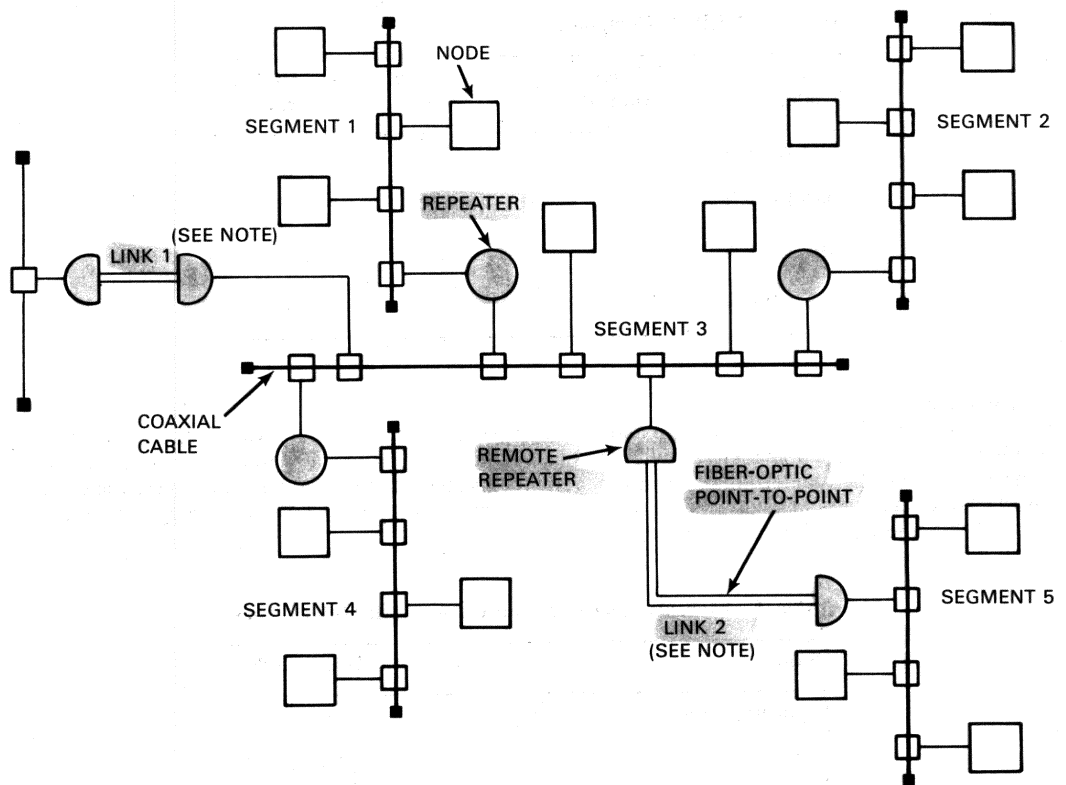 NODE
SEGMENT 1
SEGMENT 2
REPEATER
(SEE NOTE)
LINK 1
SEGMENT 3
COAXIAL
CABLE
REMOTE
REPEATER
FIBER-OPTIC
POINT-TO-POINT
SEGMENT 4
SEGMENT 5
LINK 2
(SEE NOTE)